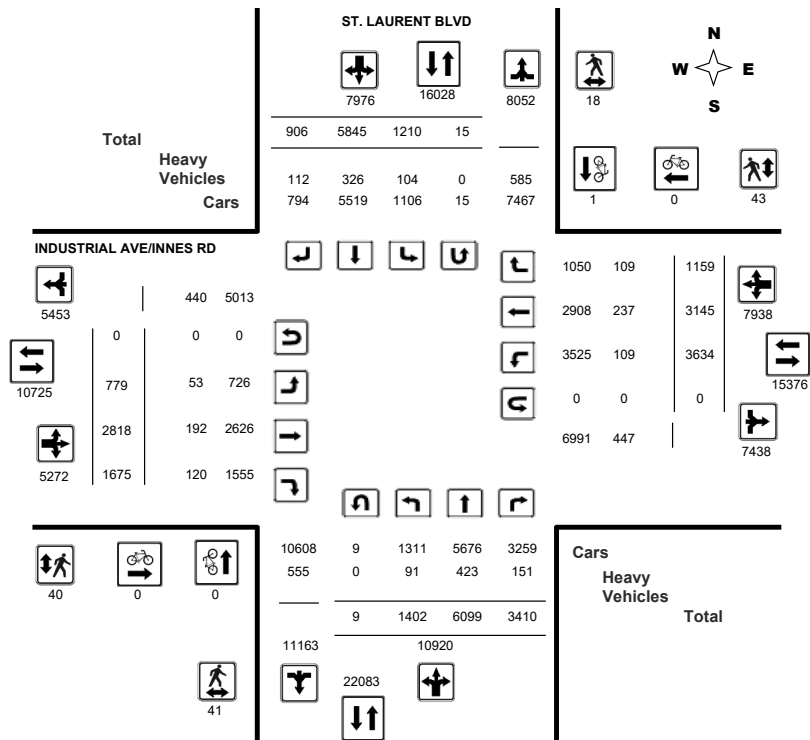 ST. LAURENT BLVD
N
W E
S
7976 16028 8052 18
906 5845 1210 15
Total
Heavy
Vehicles 112 326 104 0 585
Cars 794 5519 1106 15 7467
1 0 43
INDUSTRIAL AVE/INNES RD
5453
440 5013
1050 109 1159
7938
0 0 0
2908 237 3145
10725
779 53 726
3525 109 3634
15376
2818 192 2626
0 0 0
5272
1675 120 1555
6991 447
7438
10608 9 1311 5676 3259
555 0 91 423 151
Cars
Heavy
Vehicles
Total
40 0 0
9 1402 6099 3410
11163 10920
22083
41